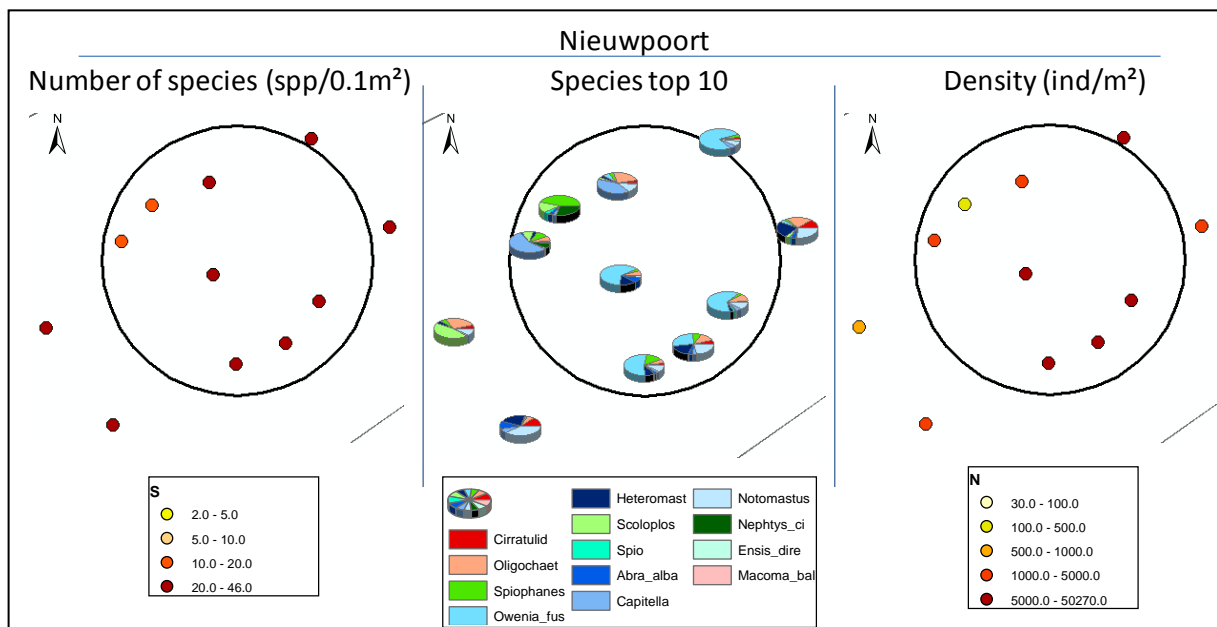 Nieuwpoort
Number of species (spp/0.1m²)
Species top 10
Density (ind/m²)
N
N
N
S
2.0 - 5.0
5.0 - 10.0
10.0 - 20.0
20.0 - 46.0
Cirratulid
Oligochaet
Spiophanes
Owenia_fus
Heteromast
Scoloplos
Spio
Abra_alba
Capitella
Notomastus
Nephtys_ci
Ensis_dire
Macoma_bal
N
30.0 - 100.0
100.0 - 500.0
500.0 - 1000.0
1000.0 - 5000.0
5000.0 - 50270.0